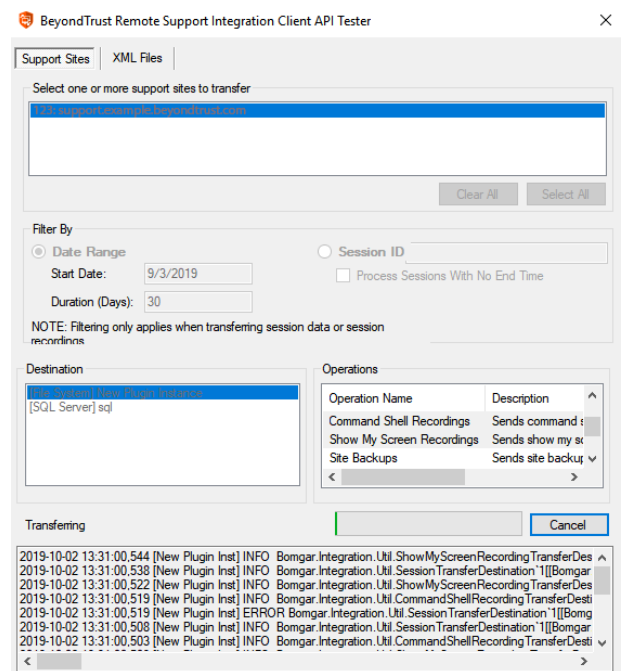 BeyondTrust Remote Support Integration Client API Tester
Support Sites
XML Files
Select one or more support sites to transfer
123: support.example.beyondtrust.com
Clear All
Select All
Filter By
Date Range
Session ID
Start Date:
9/3/2019
Process Sessions With No End Time
Duration (Days):
30
NOTE: Filtering only applies when transferring session data or session
recordings
Destination
[File System] New Plugin Instance
[SQL Server] sql
Operations
Operation Name
Description
Command Shell Recordings
Sends command s
Show My Screen Recordings
Sends show my sc
Site Backups
Sends site backup
Transferring
Cancel
2019-10-02 13:31:00,544 [New Plugin Inst] INFO Bomgar.Integration.Util.ShowMyScreenRecordingTransferDes
2019-10-02 13:31:00,538 [New Plugin Inst] INFO Bomgar.Integration.Util.SessionTransferDestination`1[[Bomgar
2019-10-02 13:31:00,522 [New Plugin Inst] INFO Bomgar.Integration.Util.ShowMyScreenRecordingTransferDes
2019-10-02 13:31:00,519 [New Plugin Inst] INFO Bomgar.Integration.Util.CommandShellRecordingTransferDesti
2019-10-02 13:31:00,519 [New Plugin Inst] ERROR Bomgar.Integration.Util.SessionTransferDestination`1[[Bomg
2019-10-02 13:31:00,508 [New Plugin Inst] INFO Bomgar.Integration.Util.SessionTransferDestination`1[[Bomgar
2019-10-02 13:31:00,503 [New Plugin Inst] INFO Bomgar.Integration.Util.CommandShellRecordingTransferDesti